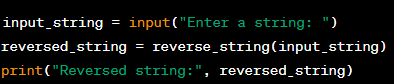 input_string = input("Enter a string: ")
reversed_string = reverse_string(input_string)
print("Reversed string:", reversed_string)